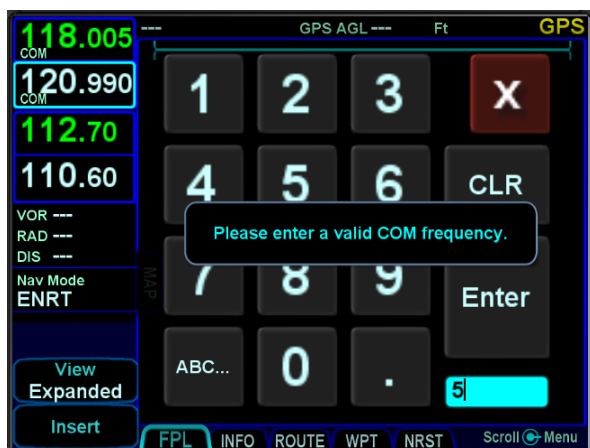 118.005
COM
120.990
COM
112.70
110.60
VOR ---
RAD ---
DIS ---
Nav Mode
ENRT
View
Expanded
Insert
--- GPS AGL --- Ft GPS
1 2 3 X
4 5 6 CLR
Please enter a valid COM frequency.
MAP
7 8 9 Enter
ABC... 0 .
5
FPL INFO ROUTE WPT NRST Scroll Menu